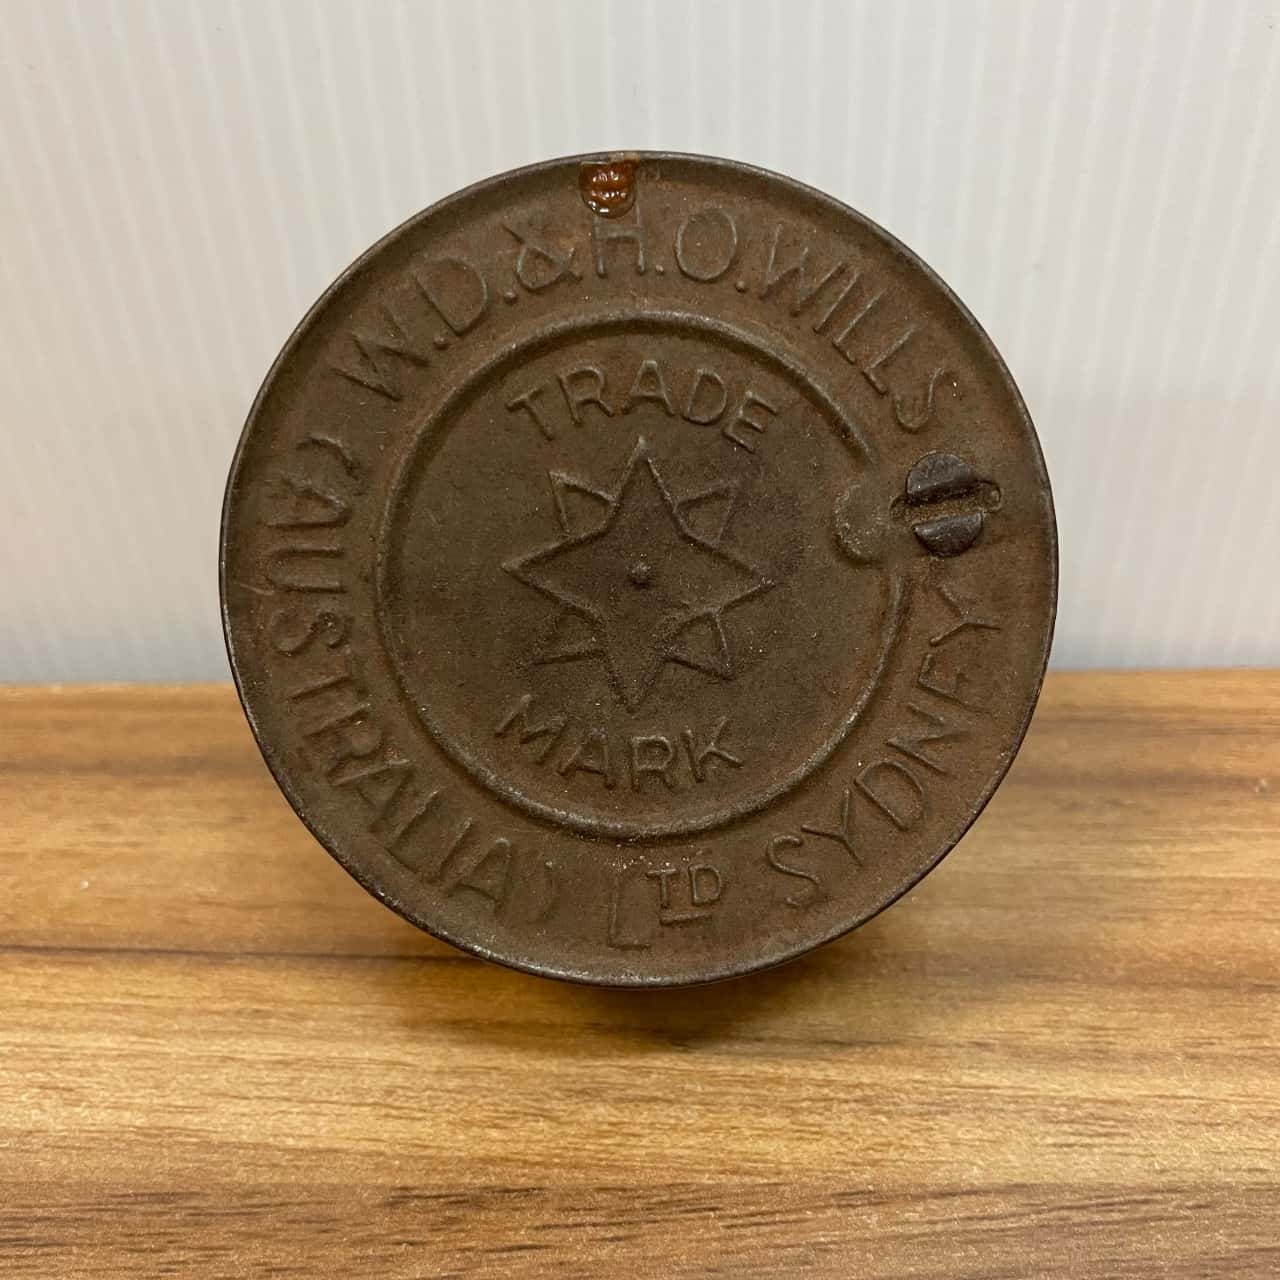 W.D. & H.O. WILLS
(AUSTRALIA) LTD SYDNEY
TRADE
MARK